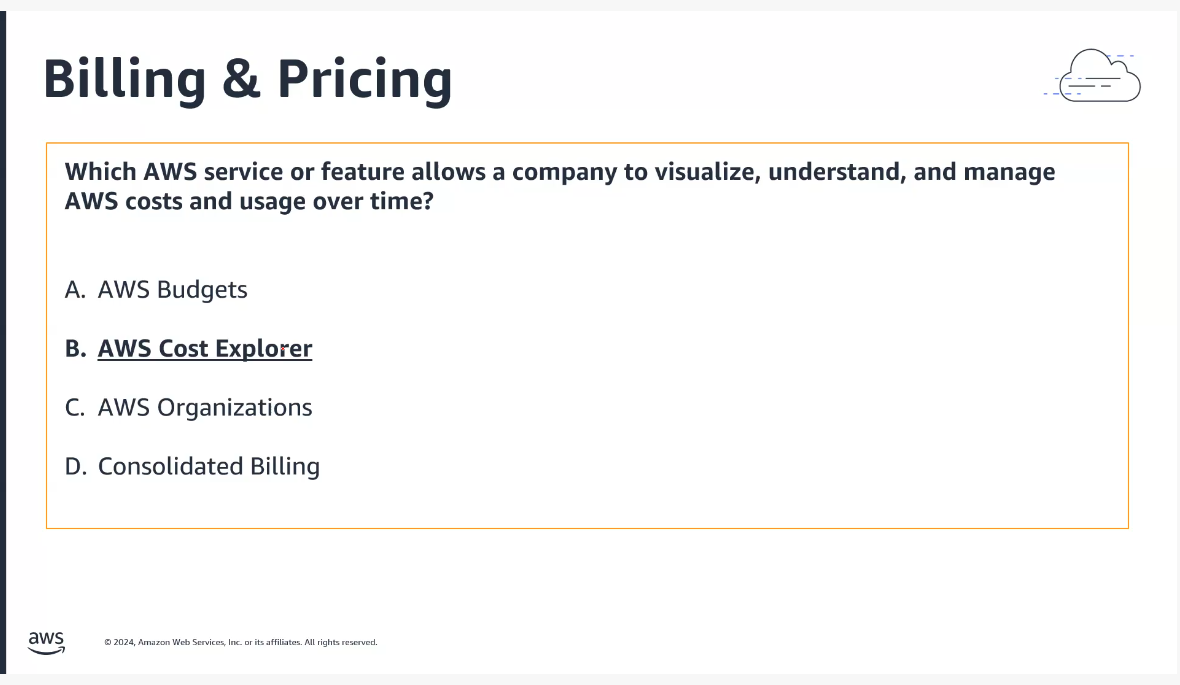 Billing & Pricing
Which AWS service or feature allows a company to visualize, understand, and manage
AWS costs and usage over time?
A. AWS Budgets
B. AWS Cost Explorer
C. AWS Organizations
D. Consolidated Billing
aws
© 2024, Amazon Web Services, Inc. or its affiliates. All rights reserved.